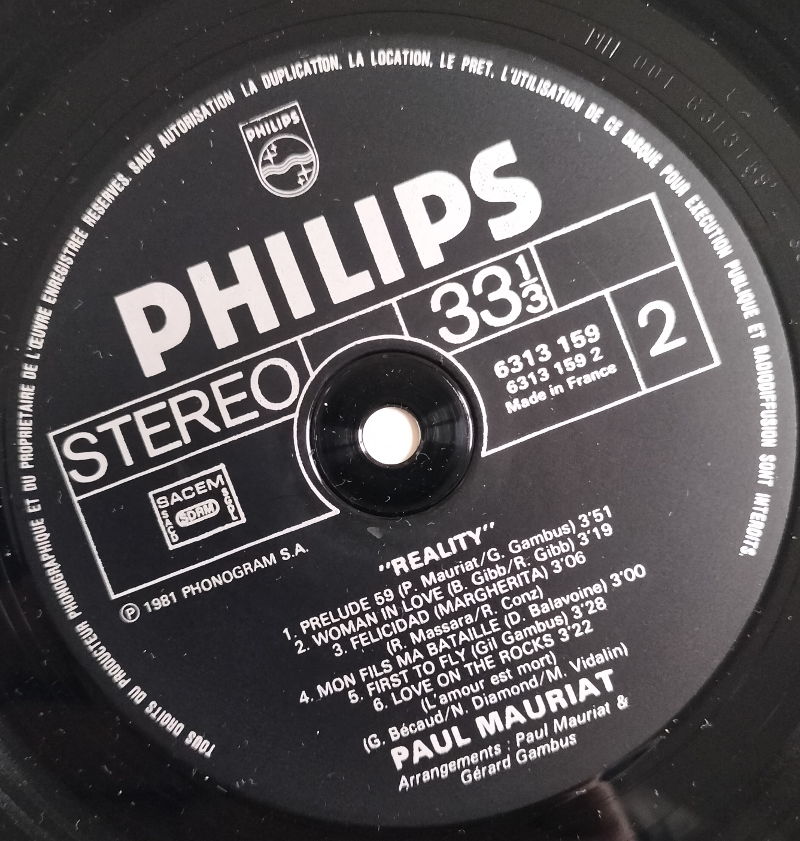 TOUS DROITS DU PRODUCTEUR PHONOGRAPHIQUE ET DU PROPRIETAIRE DE L'ŒUVRE ENREGISTREE RESERVES. SAUF AUTORISATION LA DUPLICATION, LA LOCATION, LE PRET, L'UTILISATION DE CE DISQUE POUR EXECUTION PUBLIQUE ET RADIODIFFUSION SONT INTERDITS.
PHILIPS
PHILIPS
STEREO
33 1/3
6313 159
6313 159 2
Made in France
2
SACEM
SACD
SDRM
SGDL
Ⓟ 1981 PHONOGRAM S.A.
"REALITY"
1. PRELUDE 59 (P. Mauriat/G. Gambus) 3'51
2. WOMAN IN LOVE (B. Gibb/R. Gibb) 3'19
3. FELICIDAD (MARGHERITA) 3'06
(R. Massara/R. Conz)
4. MON FILS MA BATAILLE (D. Balavoine) 3'00
5. FIRST TO FLY (Gil Gambus) 3'28
6. LOVE ON THE ROCKS 3'22
(L'amour est mort)
(G. Bécaud/N. Diamond/M. Vidalin)
PAUL MAURIAT
Arrangements : Paul Mauriat &
Gérard Gambus